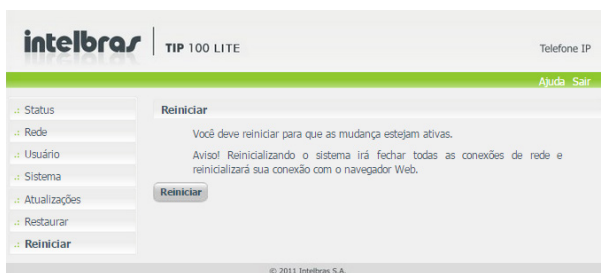 intelbras TIP 100 LITE Telefone IP
Ajuda Sair
.: Status
.: Rede
.: Usuário
.: Sistema
.: Atualizações
.: Restaurar
.: Reiniciar
Reiniciar
Você deve reiniciar para que as mudança estejam ativas.
Aviso! Reinicializando o sistema irá fechar todas as conexões de rede e
reinicializará sua conexão com o navegador Web.
Reiniciar
© 2011 Intelbras S.A.